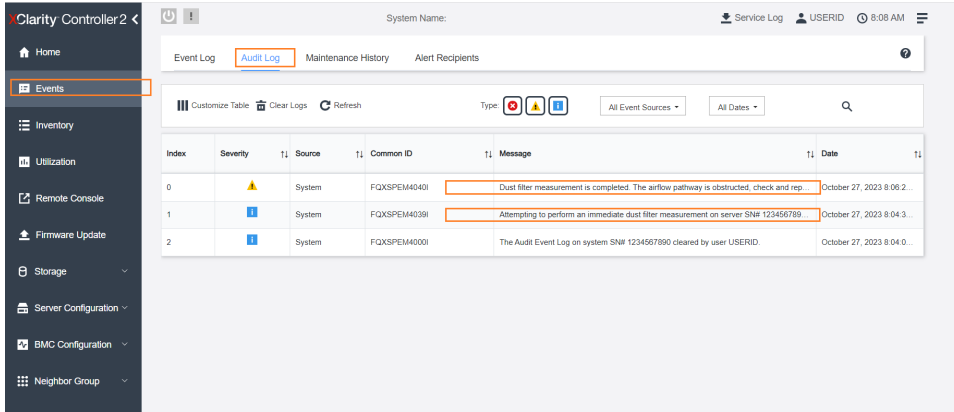 XClarity Controller 2
System Name:
Service Log USERID 8:08 AM
Home
Events
Inventory
Utilization
Remote Console
Firmware Update
Storage
Server Configuration
BMC Configuration
Neighbor Group
Event Log Audit Log Maintenance History Alert Recipients
Customize Table Clear Logs Refresh Type: All Event Sources All Dates
Index Severity Source Common ID Message Date
0 System FQXSPEM4040I Dust filter measurement is completed. The airflow pathway is obstructed, check and rep... October 27, 2023 8:06:2...
1 System FQXSPEM4039I Attempting to perform an immediate dust filter measurement on server SN# 123456789... October 27, 2023 8:04:3...
2 System FQXSPEM4000I The Audit Event Log on system SN# 1234567890 cleared by user USERID. October 27, 2023 8:04:0...